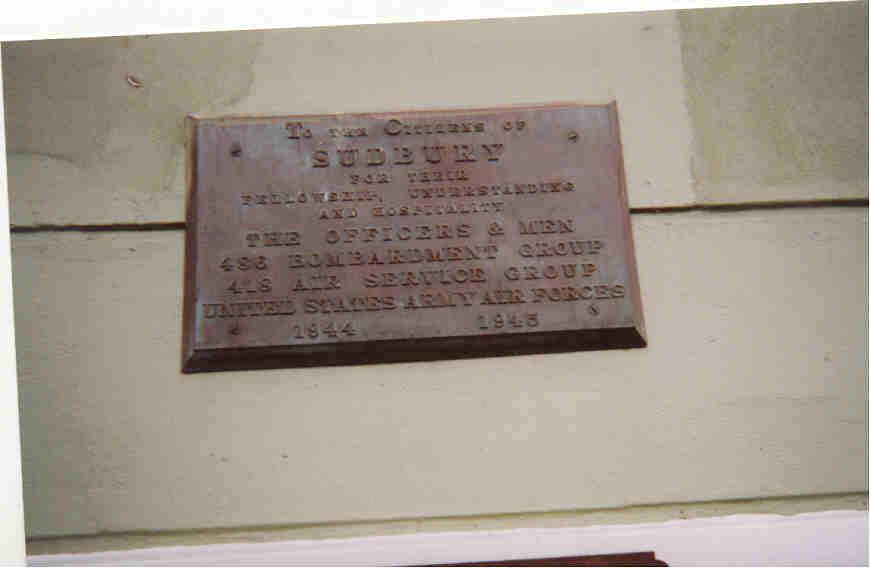 To the Citizens of
SUDBURY
FOR THEIR
FELLOWSHIP, UNDERSTANDING
AND HOSPITALITY
THE OFFICERS & MEN
486 BOMBARDMENT GROUP
418 AIR SERVICE GROUP
UNITED STATES ARMY AIR FORCES
1944 1945